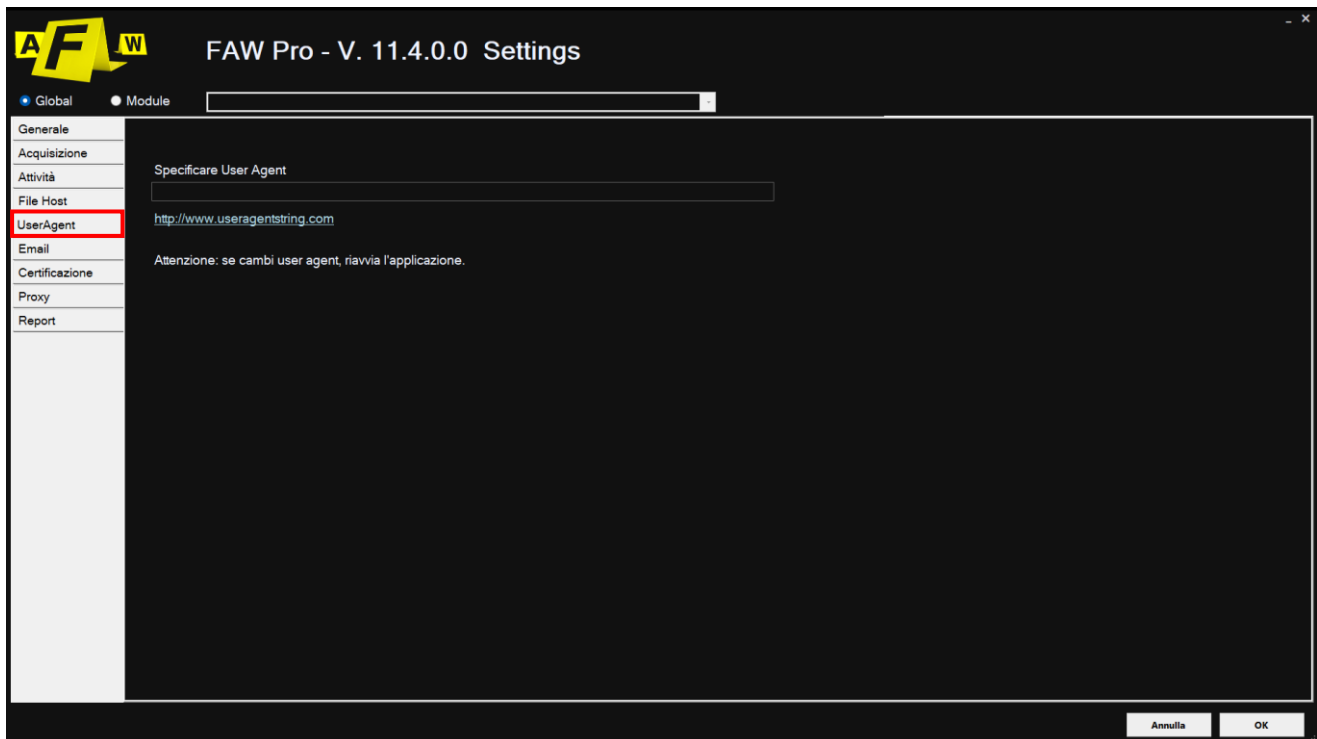 A F W
FAW Pro - V. 11.4.0.0 Settings
Global
Module
Generale
Acquisizione
Attività
File Host
UserAgent
Email
Certificazione
Proxy
Report
Specificare User Agent
http://www.useragentstring.com
Attenzione: se cambi user agent, riavvia l'applicazione.
Annulla
OK